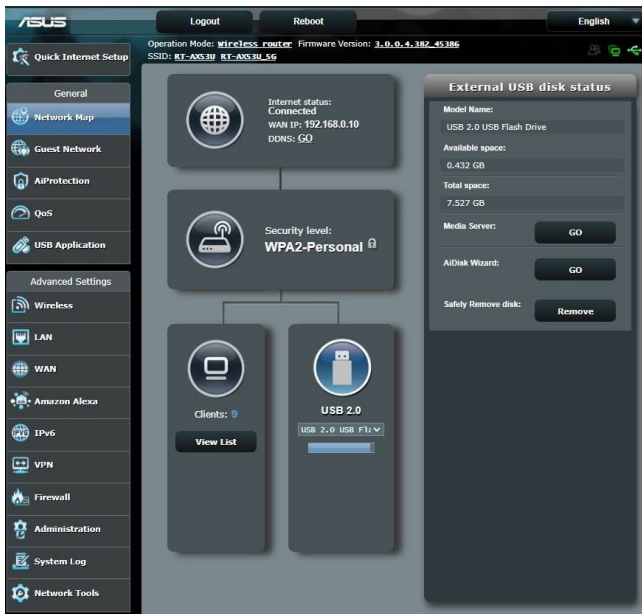 ASUS
Logout
Reboot
English
Quick Internet Setup
Operation Mode: Wireless router Firmware Version: 3.0.0.4.382_45386
SSID: RT-AX53U RT-AX53U_5G
General
Network Map
Guest Network
AiProtection
QoS
USB Application
Advanced Settings
Wireless
LAN
WAN
Amazon Alexa
IPv6
VPN
Firewall
Administration
System Log
Network Tools
Internet status:
Connected
WAN IP: 192.168.0.10
DDNS: GO
Security level:
WPA2-Personal
Clients: 9
View List
USB 2.0
USB 2.0 USB Fl
External USB disk status
Model Name:
USB 2.0 USB Flash Drive
Available space:
0.432 GB
Total space:
7.527 GB
Media Server:
GO
AiDisk Wizard:
GO
Safely Remove disk:
Remove